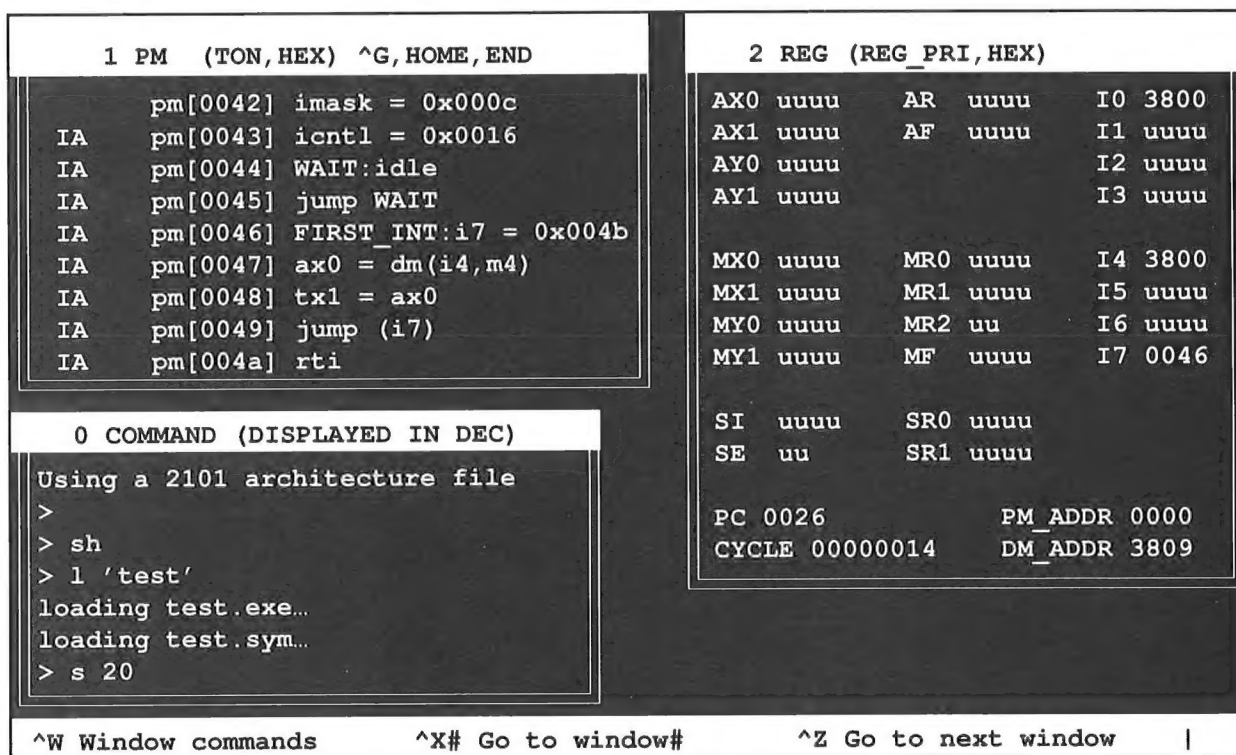 1 PM (TON,HEX) ^G,HOME,END
pm[0042] imask = 0x000c
IA pm[0043] icntl = 0x0016
IA pm[0044] WAIT:idle
IA pm[0045] jump WAIT
IA pm[0046] FIRST_INT:i7 = 0x004b
IA pm[0047] ax0 = dm(i4,m4)
IA pm[0048] tx1 = ax0
IA pm[0049] jump (i7)
IA pm[004a] rti
0 COMMAND (DISPLAYED IN DEC)
Using a 2101 architecture file
>
> sh
> l 'test'
loading test.exe…
loading test.sym…
> s 20
2 REG (REG_PRI,HEX)
AX0 uuuu AR uuuu I0 3800
AX1 uuuu AF uuuu I1 uuuu
AY0 uuuu I2 uuuu
AY1 uuuu I3 uuuu
MX0 uuuu MR0 uuuu I4 3800
MX1 uuuu MR1 uuuu I5 uuuu
MY0 uuuu MR2 uu I6 uuuu
MY1 uuuu MF uuuu I7 0046
SI uuuu SR0 uuuu
SE uu SR1 uuuu
PC 0026 PM_ADDR 0000
CYCLE 00000014 DM_ADDR 3809
^W Window commands ^X# Go to window# ^Z Go to next window |